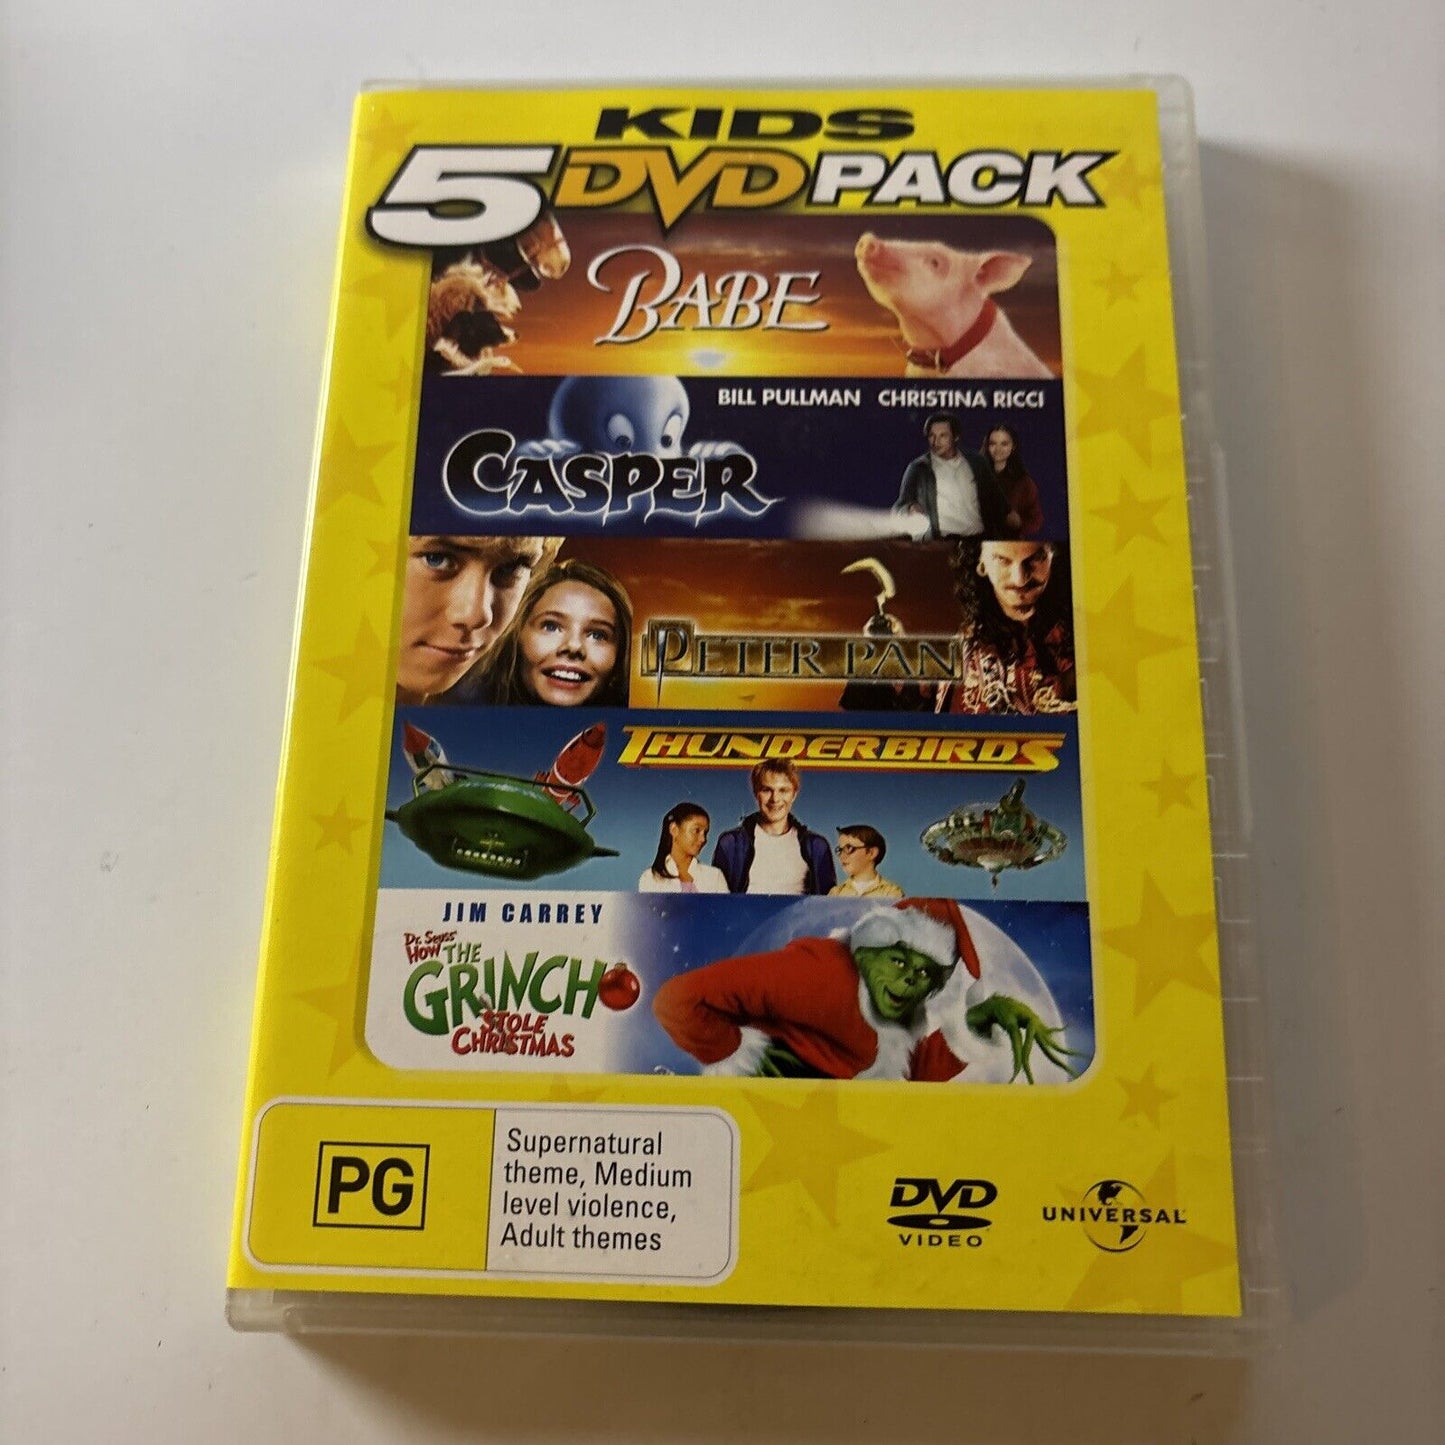 KIDS
5 DVD PACK
BABE
BILL PULLMAN CHRISTINA RICCI
CASPER
PETER PAN
THUNDERBIRDS
JIM CARREY
Dr. Seuss'
HOW THE
GRINCH
STOLE
CHRISTMAS
PG
Supernatural
theme, Medium
level violence,
Adult themes
DVD
VIDEO
UNIVERSAL